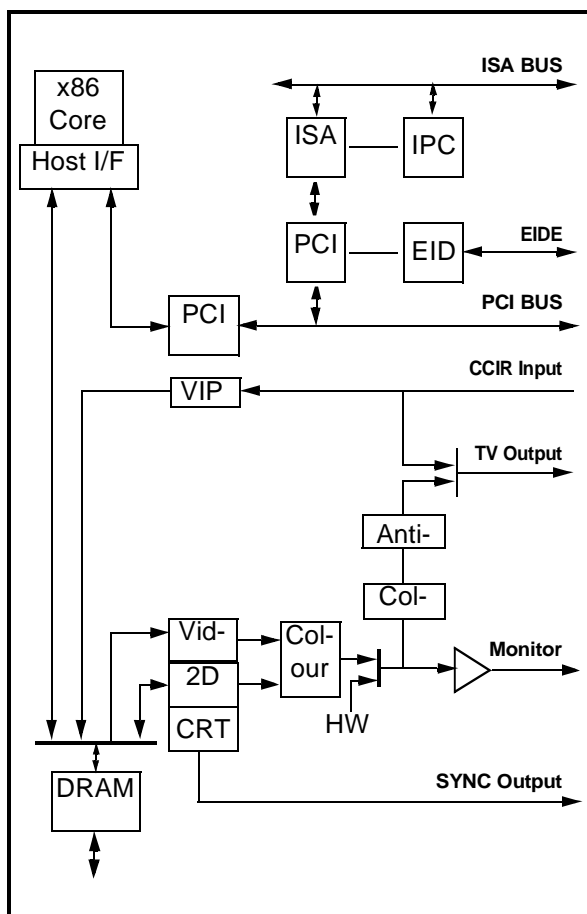 ISA BUS
x86
Core
Host I/F
ISA
IPC
PCI
EID
EIDE
PCI
PCI BUS
CCIR Input
VIP
TV Output
Anti-
Col-
Vid-
Col-
our
2D
Monitor
HW
CRT
DRAM
SYNC Output